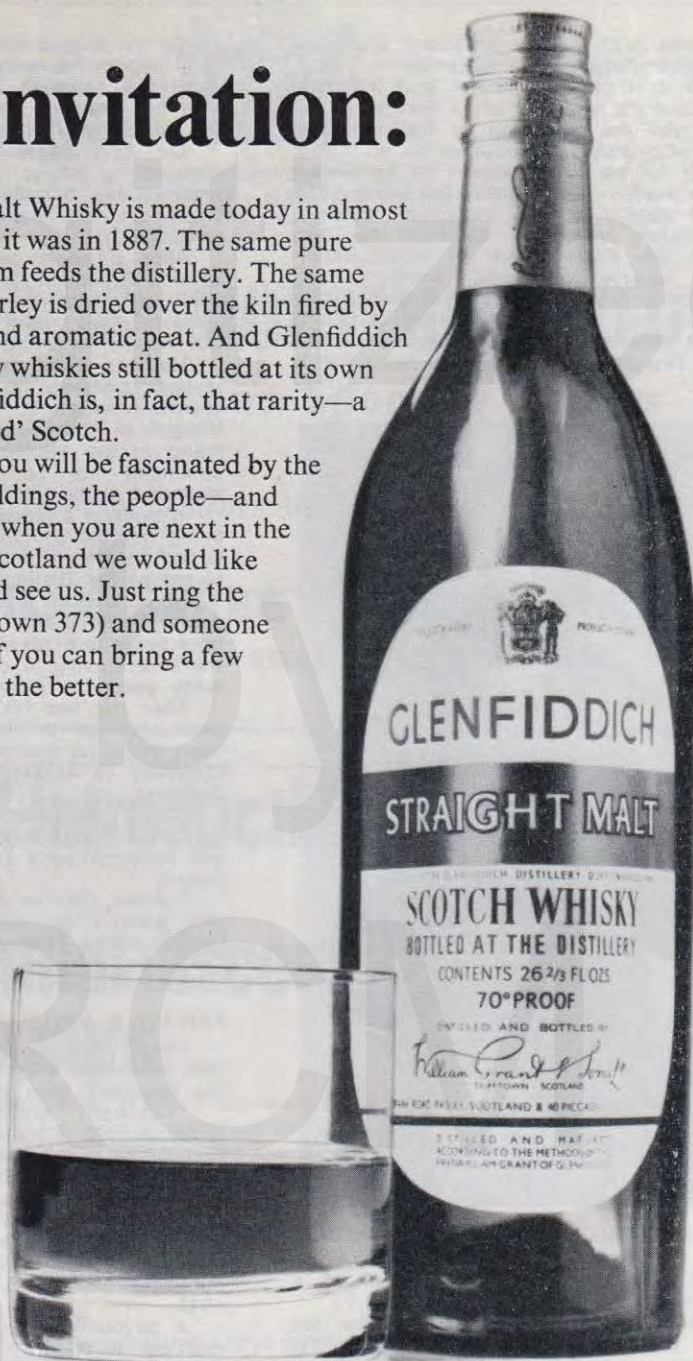 nvitation:
alt Whisky is made today in almost
it was in 1887. The same pure
m feeds the distillery. The same
rley is dried over the kiln fired by
nd aromatic peat. And Glenfiddich
whiskies still bottled at its own
iddich is, in fact, that rarity—a
d’ Scotch.
ou will be fascinated by the
ldings, the people—and
when you are next in the
cotland we would like
d see us. Just ring the
own 373) and someone
f you can bring a few
the better.
GLENFIDDICH
STRAIGHT MALT
SCOTCH WHISKY
BOTTLED AT THE DISTILLERY
CONTENTS 26 2/3 FL OZS
70° PROOF
AND BOTTLED
William Grant & Sons
SCOTLAND
SCOTLAND & 40
AND
TO THE METHODS
GRANT OF